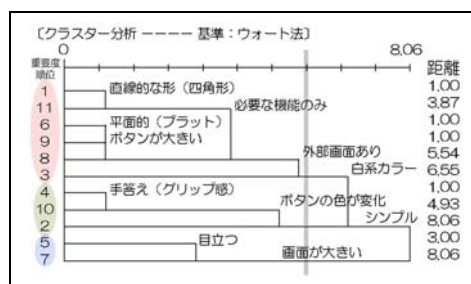 〔クラスター分析 ーーーー 基準：ウォート法〕
0 8,06
重要度
順位 距離
1 直線的な形（四角形） 1,00
11 必要な機能のみ 3,87
6 平面的（プラット） 1,00
9 ボタンが大きい 1,00
8 外部画面あり 5,54
3 白系カラー 6,55
4 手答え（グリップ感） 1,00
10 ボタンの色が変化 4,93
2 シンプル 8,06
5 目立つ 3,00
7 画面が大きい 8,06